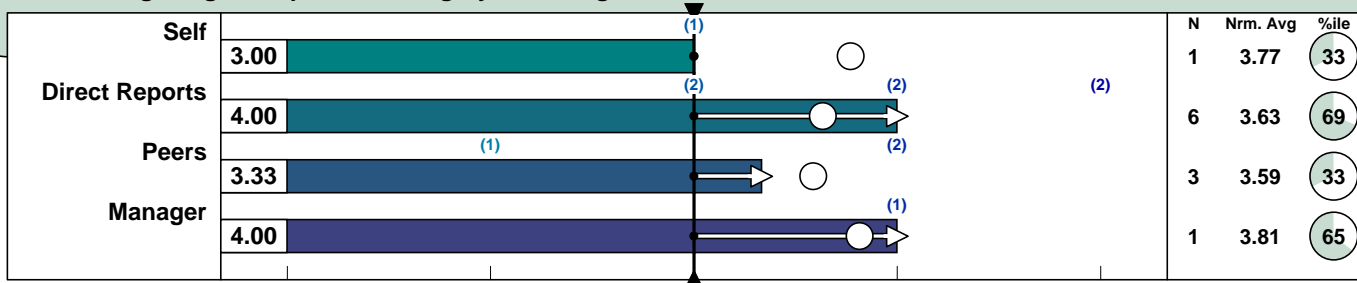 N Nrm. Avg %ile
Self (1)
3.00 1 3.77 33
Direct Reports (2) (2) (2)
4.00 6 3.63 69
Peers (1) (2)
3.33 3 3.59 33
Manager (1)
4.00 1 3.81 65